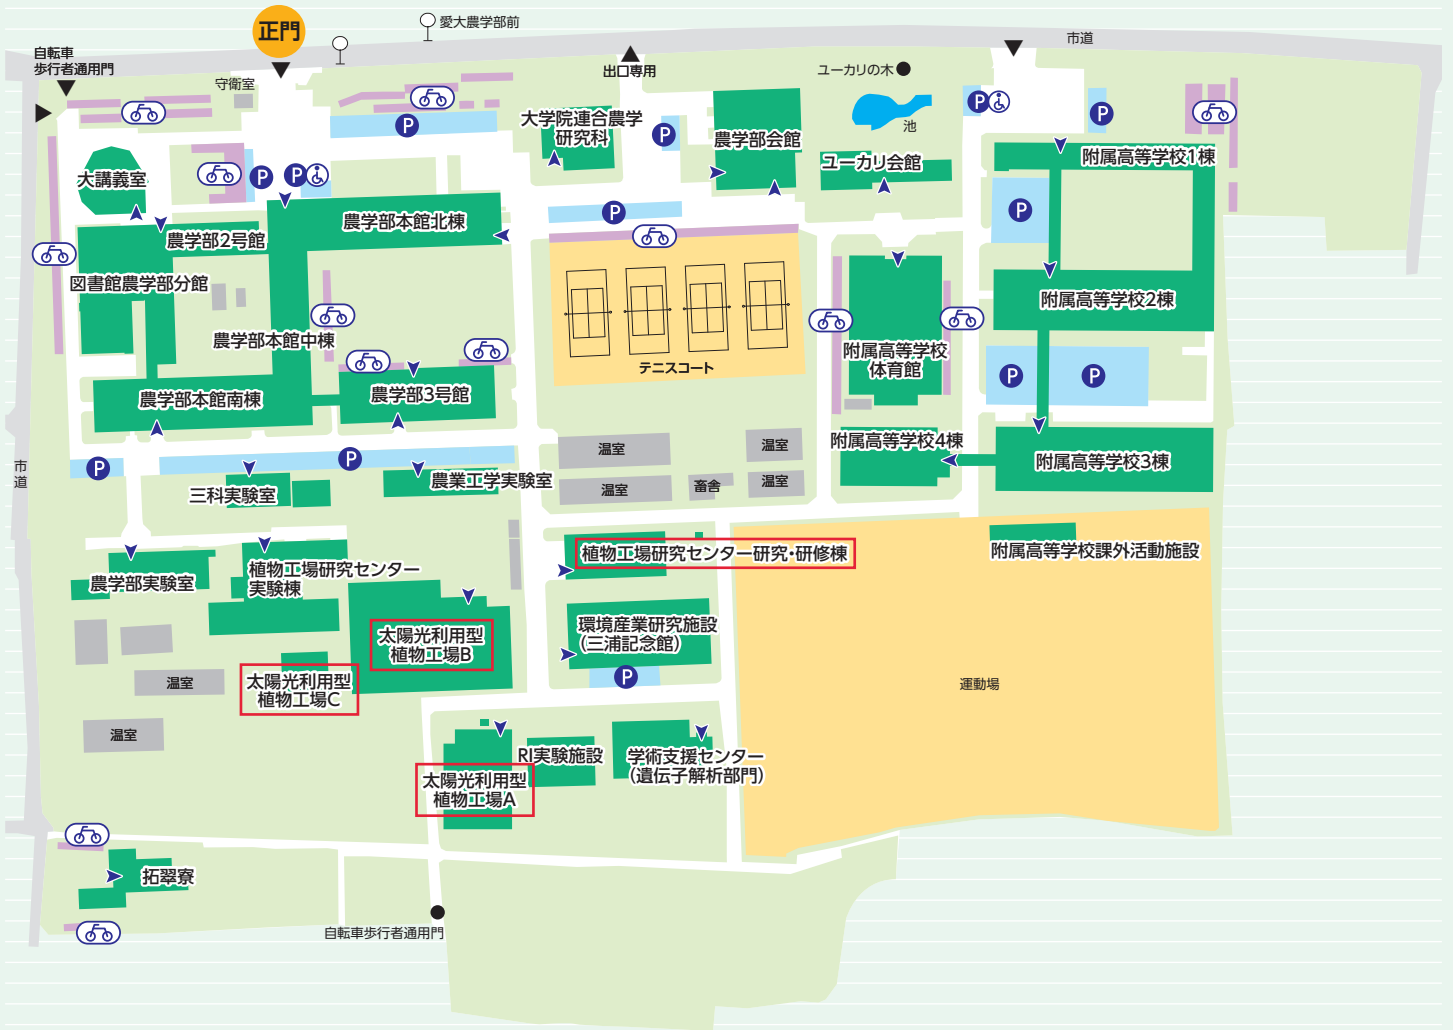 正門
愛大農学部前
自転車
歩行者通用門
守衛室
出口専用
ユーカリの木
市道
池
大学院連合農学
研究科
農学部会館
ユーカリ会館
附属高等学校1棟
大講義室
P
P
P
P
P
P
農学部2号館
農学部本館北棟
P
P
図書館農学部分館
農学部本館中棟
附属高等学校2棟
テニスコート
附属高等学校
体育館
P
P
農学部本館南棟
農学部3号館
附属高等学校4棟
附属高等学校3棟
市道
P
P
温室
温室
温室
畜舎
温室
三科実験室
農業工学実験室
農学部実験室
植物工場研究センター
実験棟
植物工場研究センター研究・研修棟
附属高等学校課外活動施設
太陽光利用型
植物工場B
環境産業研究施設
(三浦記念館)
P
太陽光利用型
植物工場C
温室
温室
運動場
RI実験施設
学術支援センター
(遺伝子解析部門)
太陽光利用型
植物工場A
拓翠寮
自転車歩行者通用門